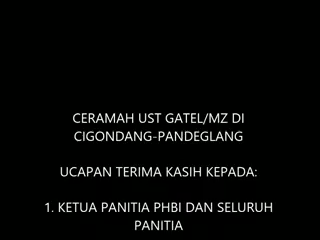 CERAMAH UST GATEL/MZ DI
CIGONDANG-PANDEGLANG
UCAPAN TERIMA KASIH KEPADA:
1. KETUA PANITIA PHBI DAN SELURUH
PANITIA